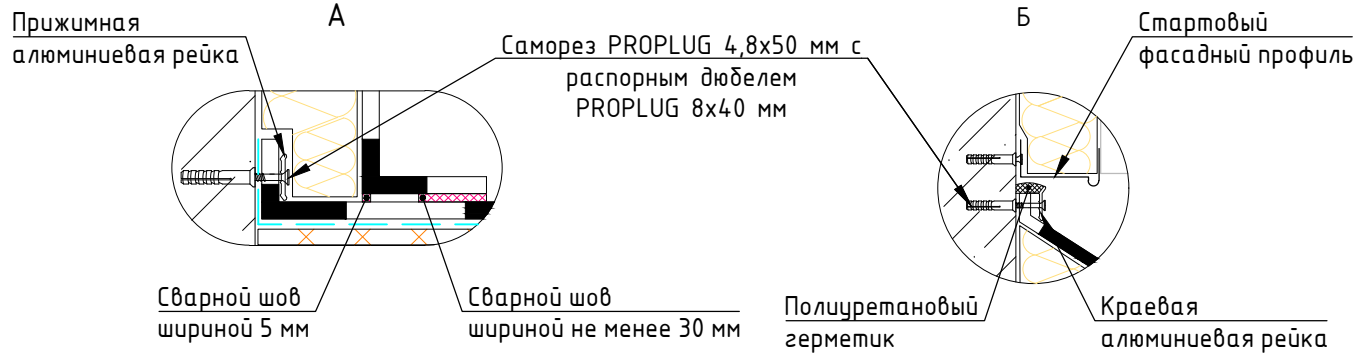 А
Прижимная
алюминиевая рейка
Саморез PROPLUG 4,8х50 мм с
распорным дюбелем
PROPLUG 8х40 мм
Сварной шов
шириной 5 мм
Сварной шов
шириной не менее 30 мм
Б
Стартовый
фасадный профиль
Полиуретановый
герметик
Краевая
алюминиевая рейка